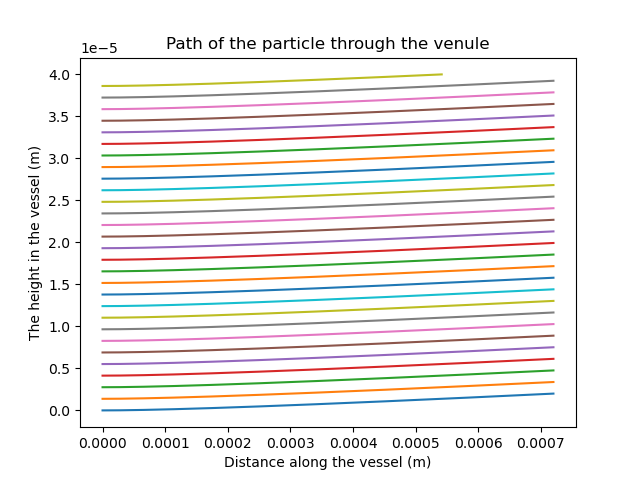 Path of the particle through the venule
1e−5
4.0
3.5
3.0
2.5
2.0
1.5
1.0
0.5
0.0
The height in the vessel (m)
0.0000 0.0001 0.0002 0.0003 0.0004 0.0005 0.0006 0.0007
Distance along the vessel (m)